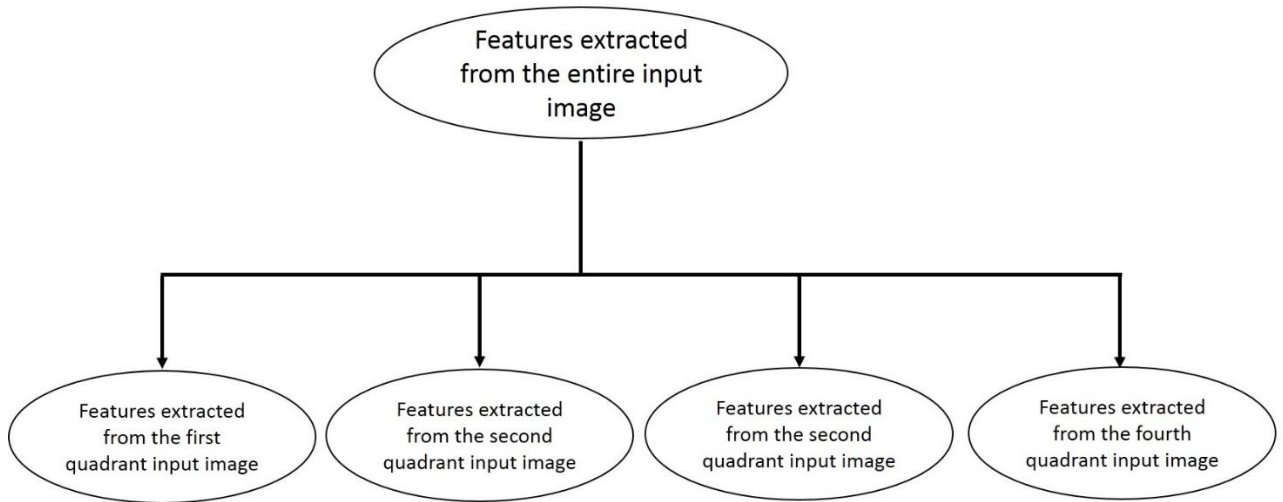 Features extracted
from the entire input
image
Features extracted
from the first
quadrant input image
Features extracted
from the second
quadrant input image
Features extracted
from the second
quadrant input image
Features extracted
from the fourth
quadrant input image